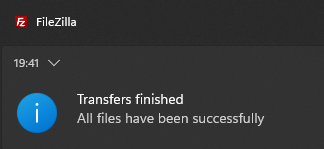 FileZilla
19:41
Transfers finished
All files have been successfully